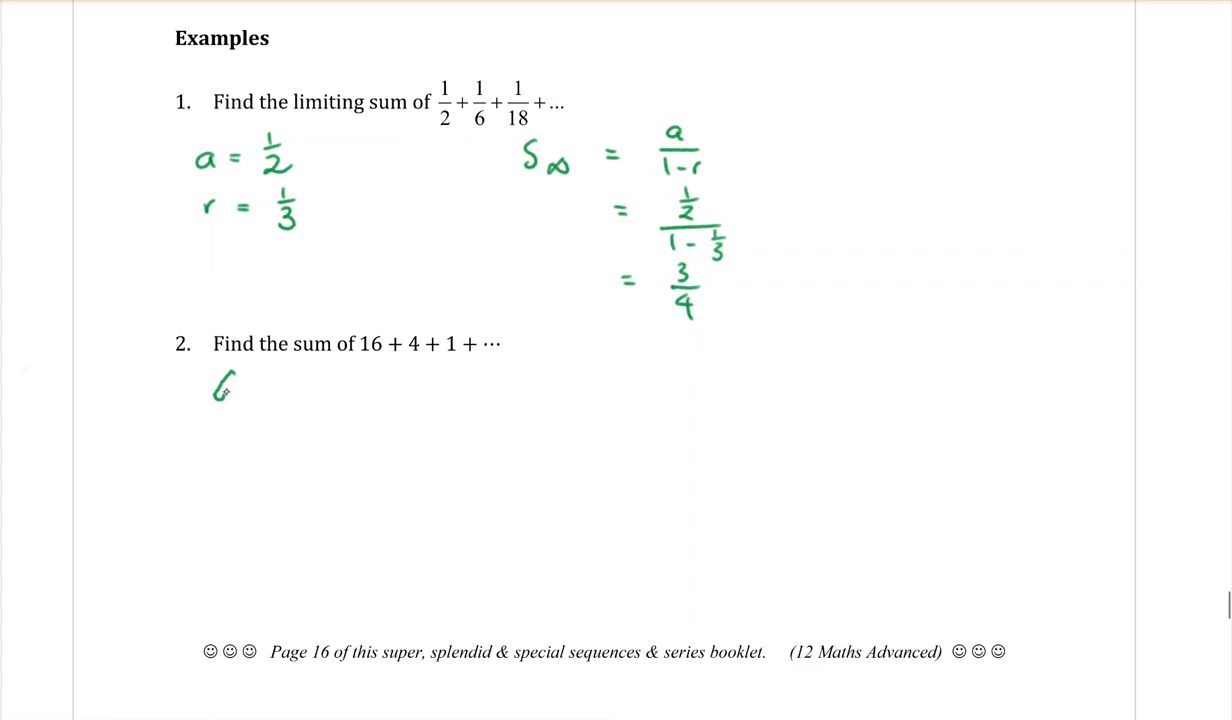 Examples
1. Find the limiting sum of 1/2 + 1/6 + 1/18 + ...
a = 1/2
S∞ = a/(1-r)
r = 1/3
= (1/2)/(1 - 1/3)
= 3/4
2. Find the sum of 16 + 4 + 1 + ⋯
☺☺☺ Page 16 of this super, splendid & special sequences & series booklet. (12 Maths Advanced) ☺☺☺